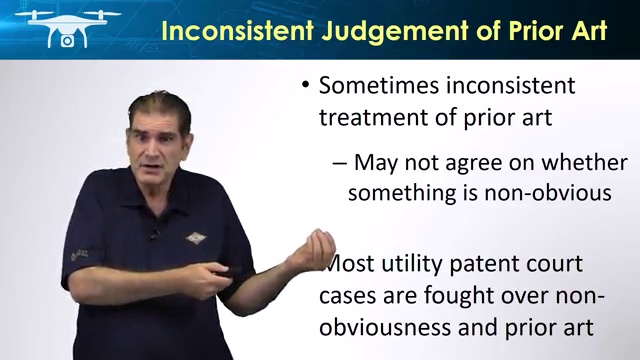 Inconsistent Judgement of Prior Art
• Sometimes inconsistent
treatment of prior art
– May not agree on whether
something is non-obvious
Most utility patent court
cases are fought over non-
obviousness and prior art